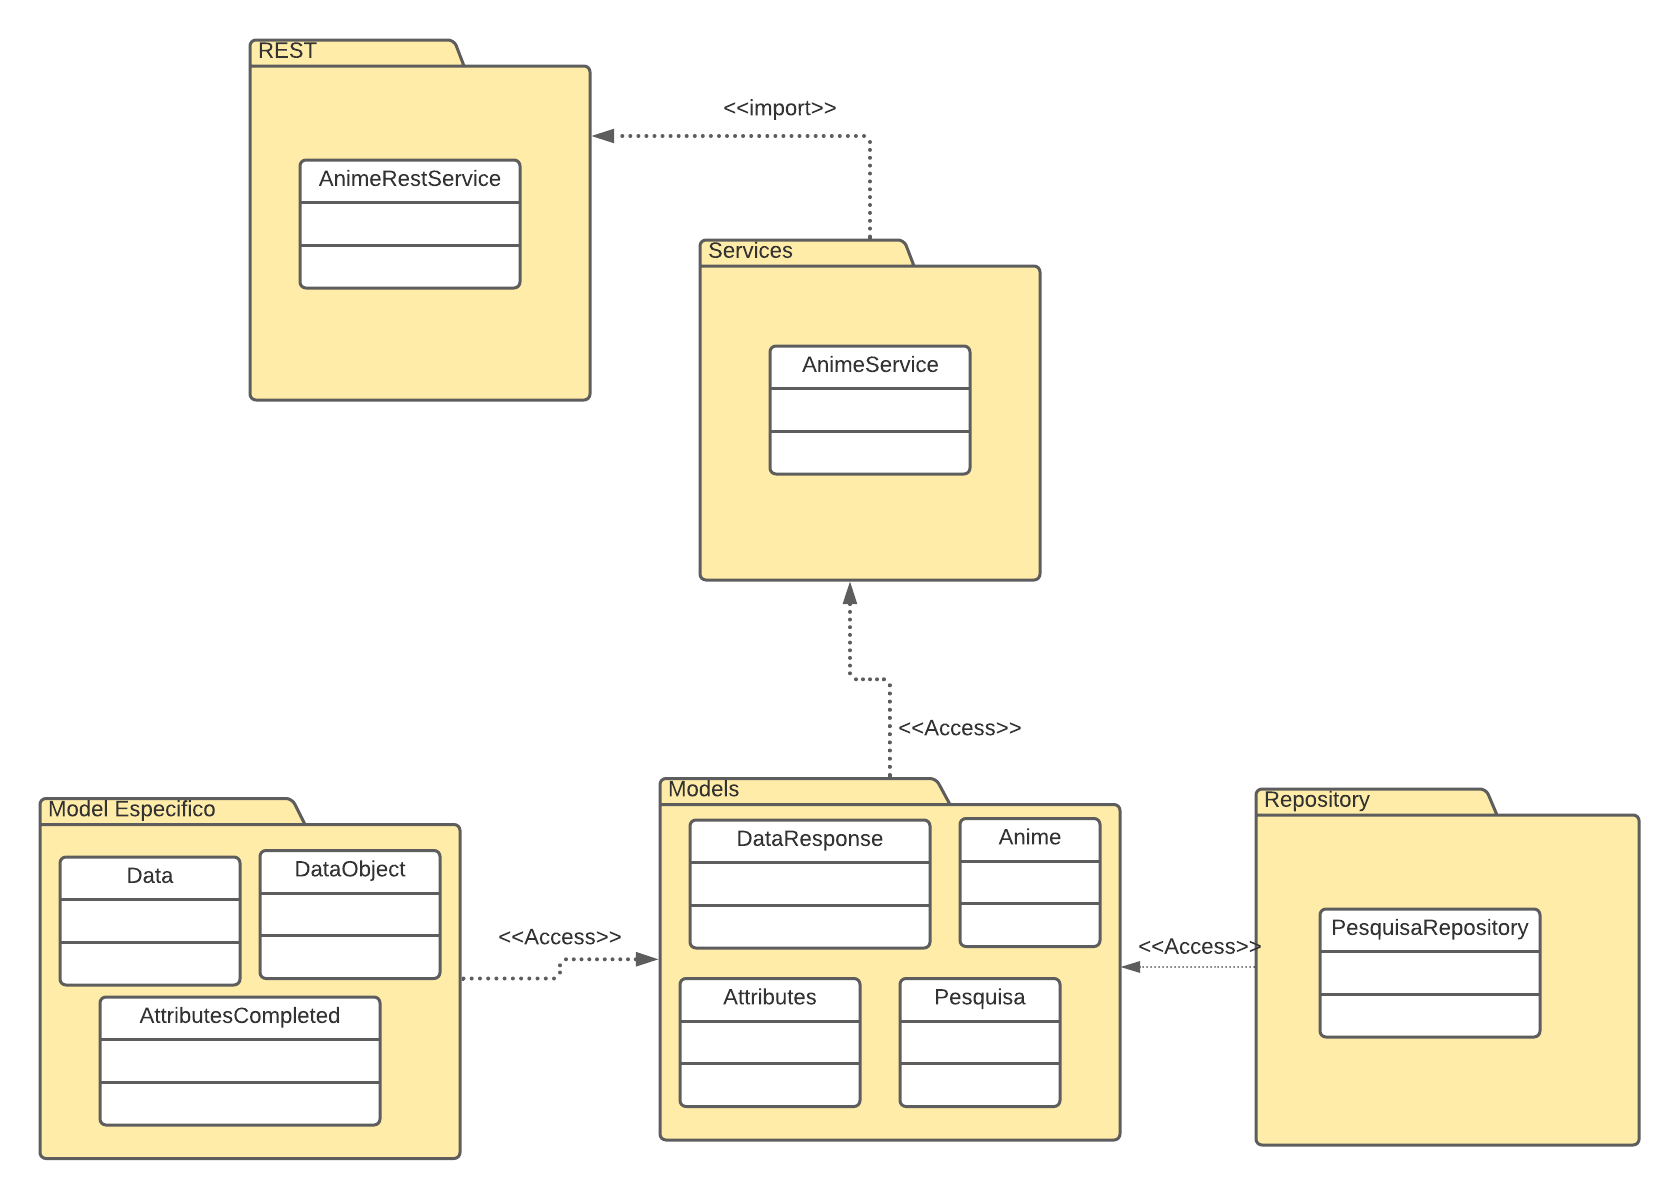 REST
<<import>>
AnimeRestService
Services
AnimeService
<<Access>>
Model Especifico
Data
DataObject
AttributesCompleted
<<Access>>
Models
DataResponse
Anime
Attributes
Pesquisa
<<Access>>
Repository
PesquisaRepository